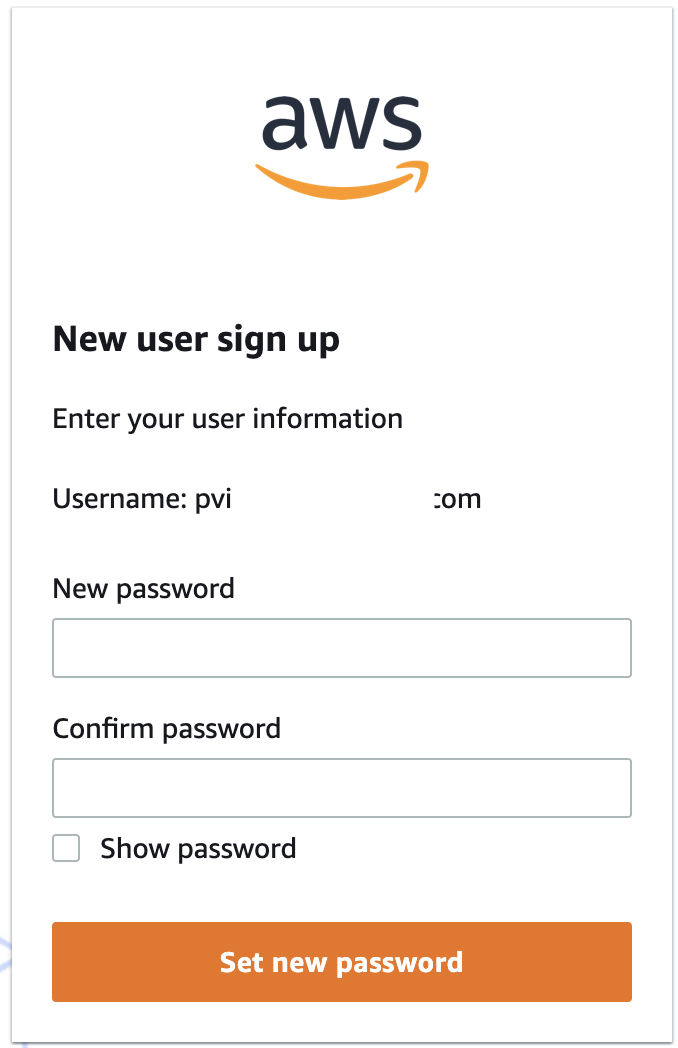 aws
New user sign up
Enter your user information
Username: pvi com
New password
Confirm password
Show password
Set new password